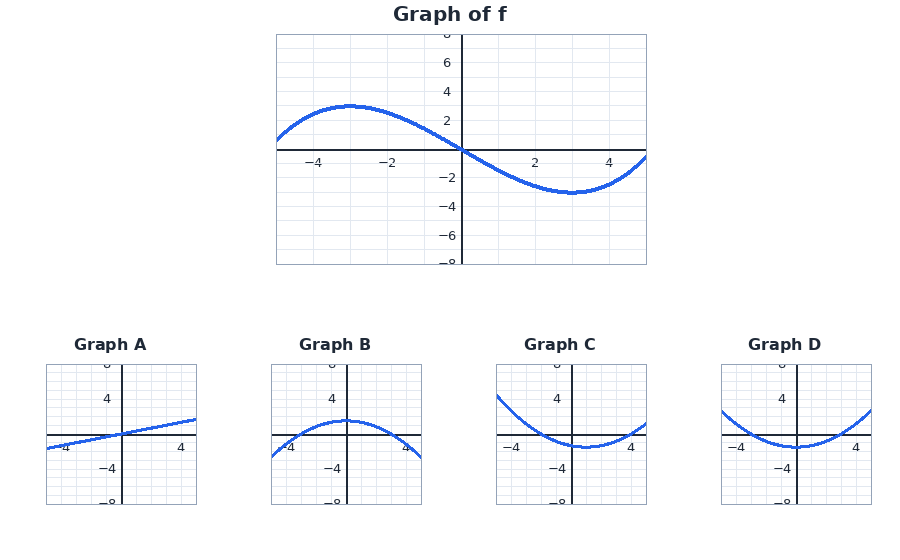 Graph of f
8
6
4
2
−4 −2 2 4
−2
−4
−6
−8
Graph A Graph B Graph C Graph D
8 8 8 8
4 4 4 4
−4 4 −4 4 −4 4 −4 4
−4 −4 −4 −4
−8 −8 −8 −8